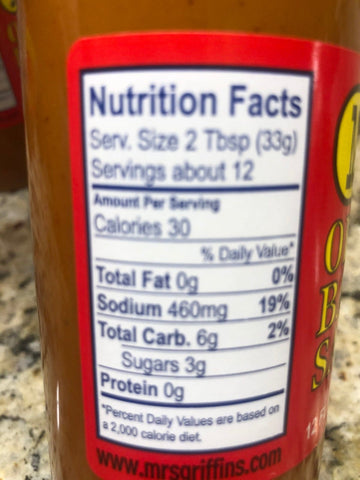 Nutrition Facts
Serv. Size 2 Tbsp (33g)
Servings about 12
Amount Per Serving
Calories 30
% Daily Value*
Total Fat 0g 0%
Sodium 460mg 19%
Total Carb. 6g 2%
Sugars 3g
Protein 0g
*Percent Daily Values are based on
a 2,000 calorie diet.
www.mrsgriffins.com